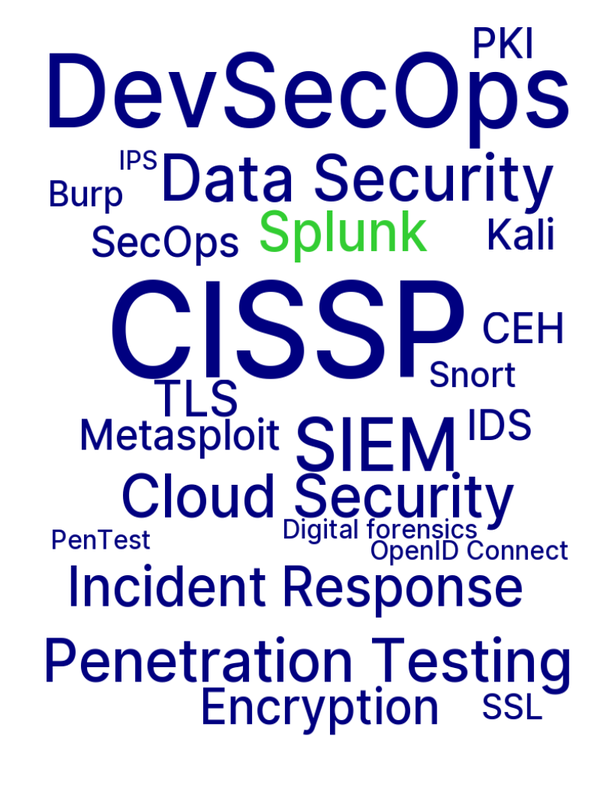 PKI
DevSecOps
IPS
Data Security
Burp
Splunk
Kali
SecOps
CISSP
CEH
Snort
TLS
IDS
Metasploit
SIEM
Cloud Security
Digital forensics
PenTest
OpenID Connect
Incident Response
Penetration Testing
Encryption
SSL